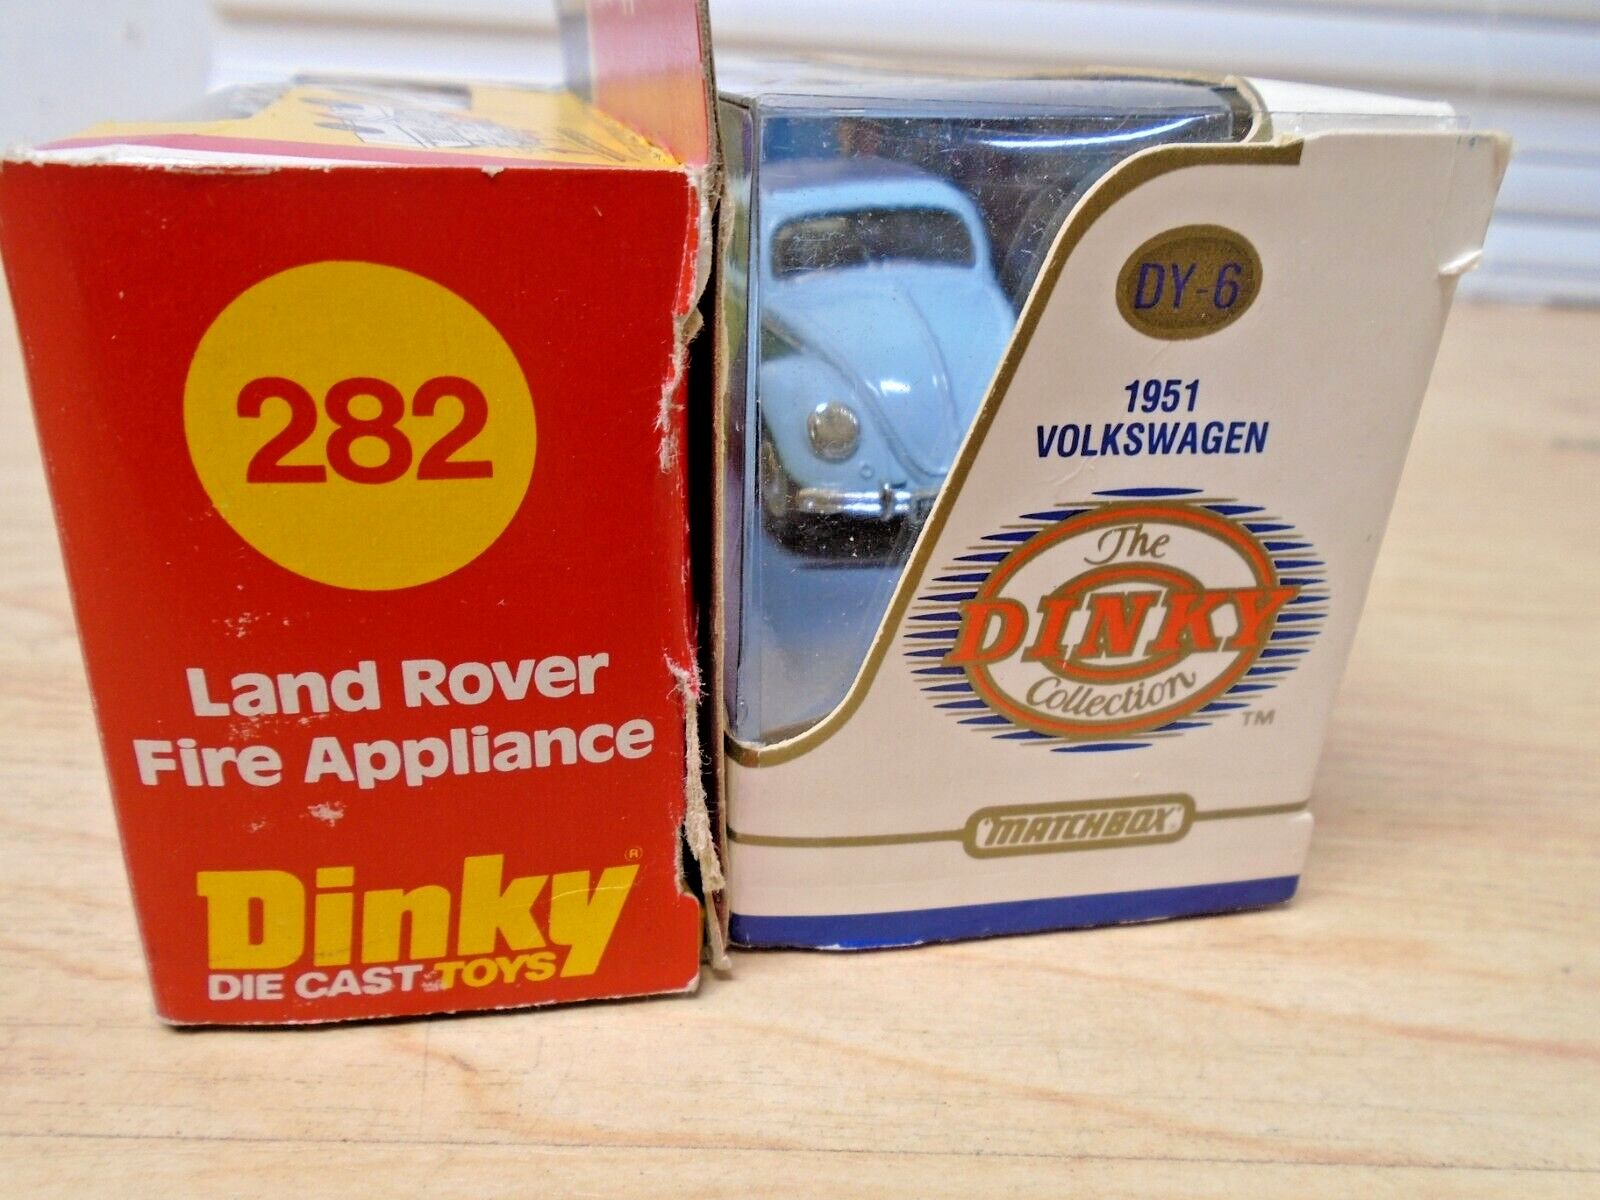 282
Land Rover
Fire Appliance
Dinky®
DIE CAST TOYS
DY-6
1951
VOLKSWAGEN
The
DINKY
Collection
TM
"MATCHBOX"